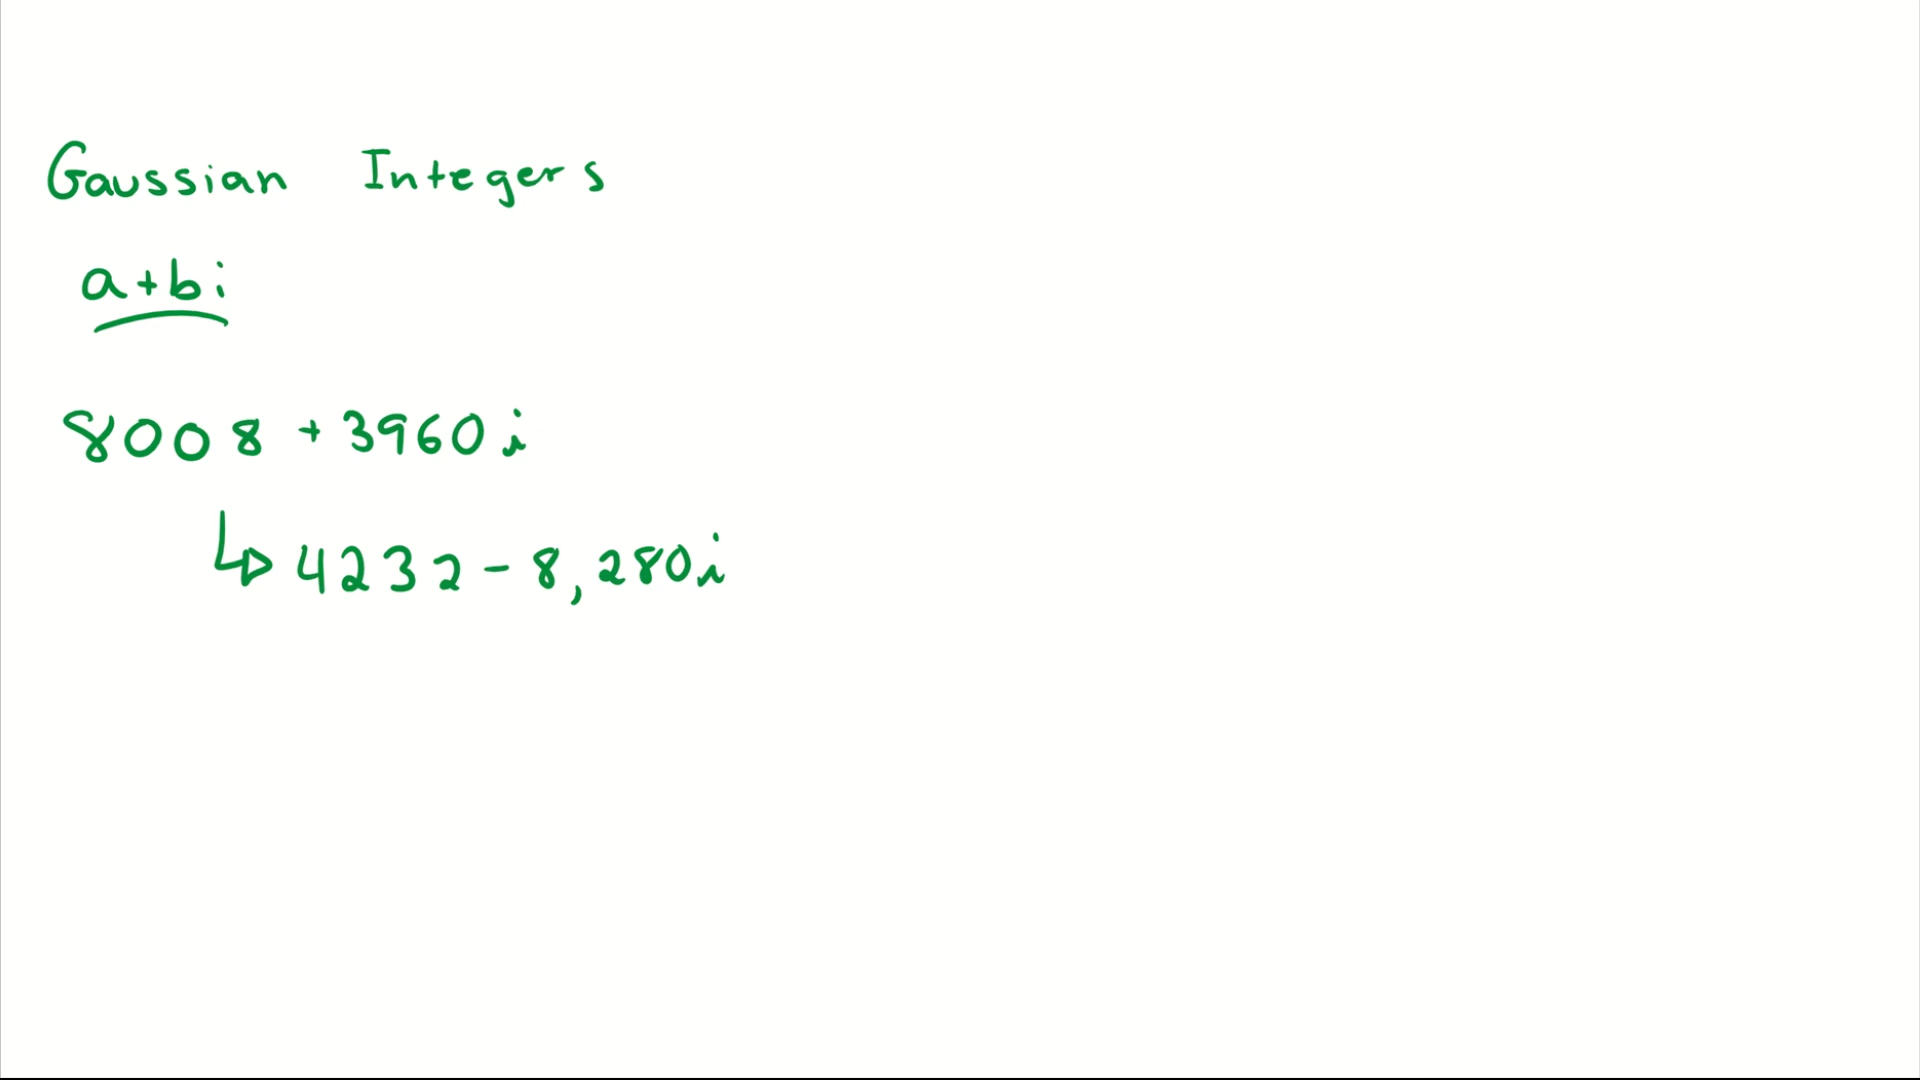 Gaussian Integers
a+bi
8008 + 3960i
↳ 4232 - 8,280i